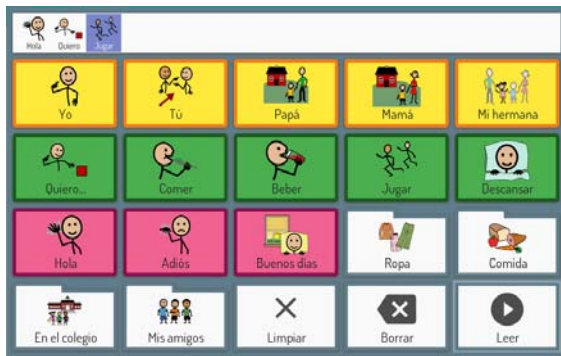 Hola Quiero Jugar
Yo Tú Papá Mamá Mi hermana
Quiero... Comer Beber Jugar Descansar
Hola Adiós Buenos días Ropa Comida
En el colegio Mis amigos Limpiar Borrar Leer